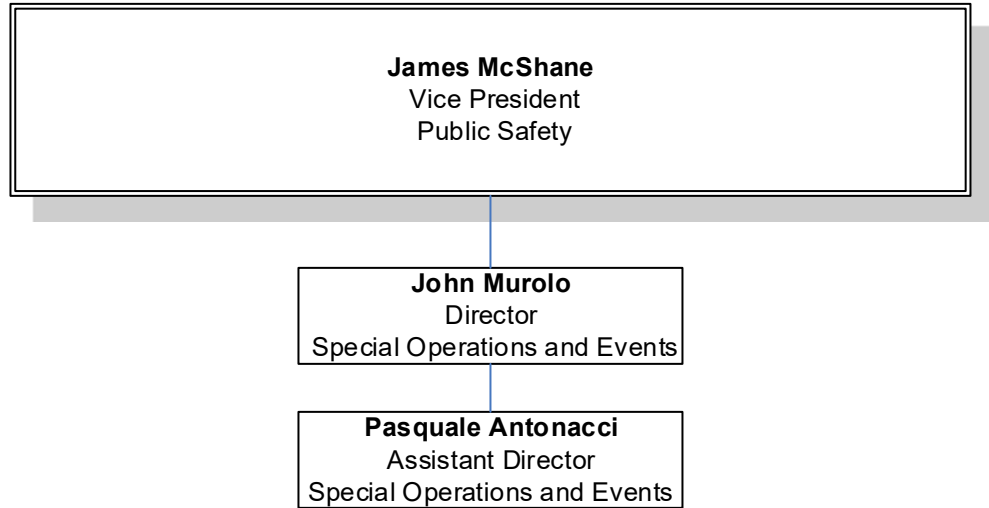 James McShane
Vice President
Public Safety
John Murolo
Director
Special Operations and Events
Pasquale Antonacci
Assistant Director
Special Operations and Events